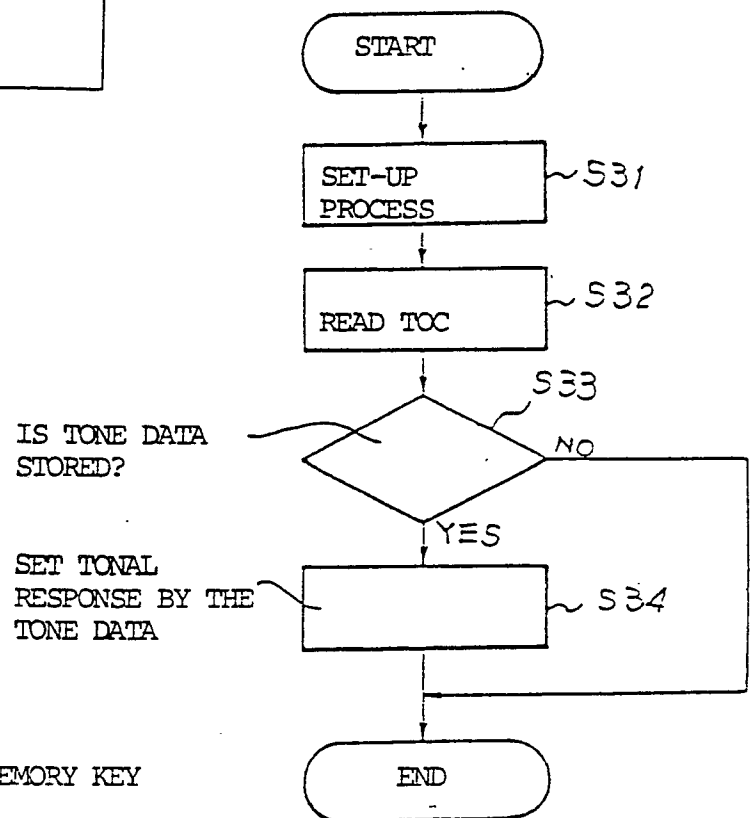 START
SET-UP
PROCESS
S31
READ TOC
S32
S33
IS TONE DATA
STORED?
NO
YES
SET TONAL
RESPONSE BY THE
TONE DATA
S34
EMORY KEY
END